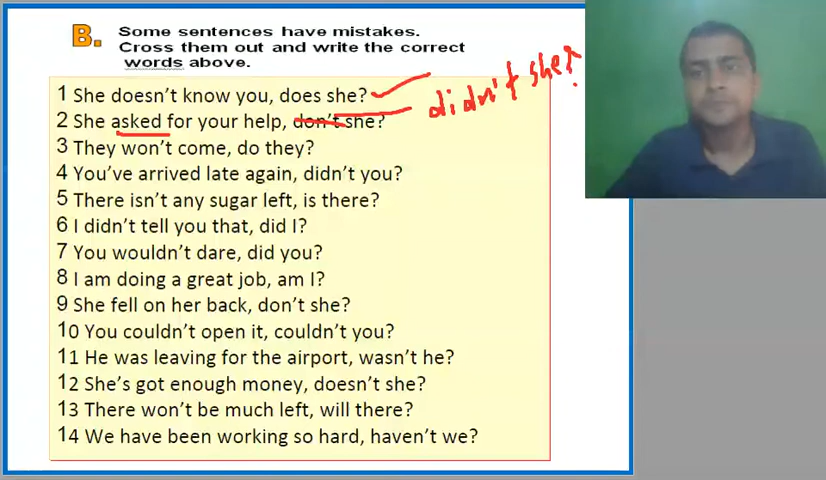 B. Some sentences have mistakes.
Cross them out and write the correct
words above.
1 She doesn't know you, does she?
didn't she?
2 She asked for your help, don't she?
3 They won't come, do they?
4 You've arrived late again, didn't you?
5 There isn't any sugar left, is there?
6 I didn't tell you that, did I?
7 You wouldn't dare, did you?
8 I am doing a great job, am I?
9 She fell on her back, don't she?
10 You couldn't open it, couldn't you?
11 He was leaving for the airport, wasn't he?
12 She's got enough money, doesn't she?
13 There won't be much left, will there?
14 We have been working so hard, haven't we?